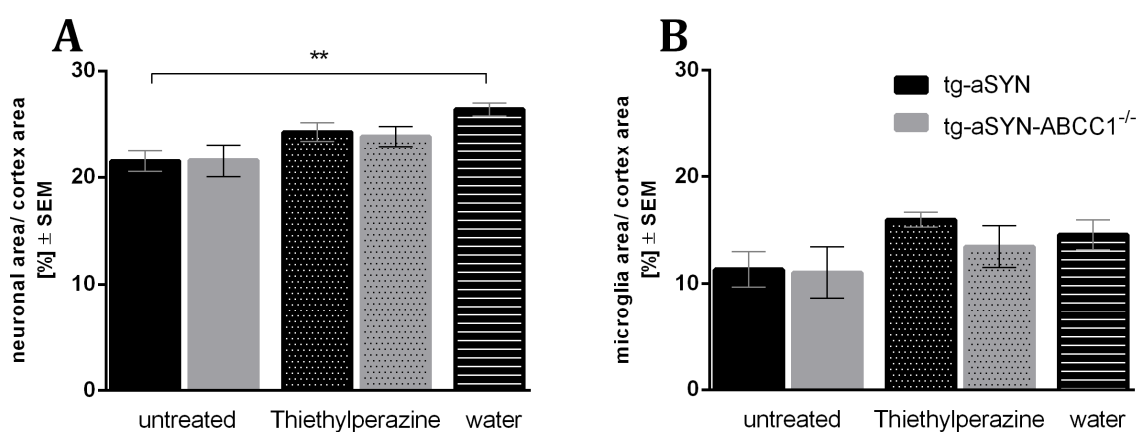 A
**
30
20
10
0
neuronal area/ cortex area
[%] ± SEM
untreated
Thiethylperazine
water
B
30
20
10
0
microglia area/ cortex area
[%] ± SEM
tg-aSYN
tg-aSYN-ABCC1-/-
untreated
Thiethylperazine
water